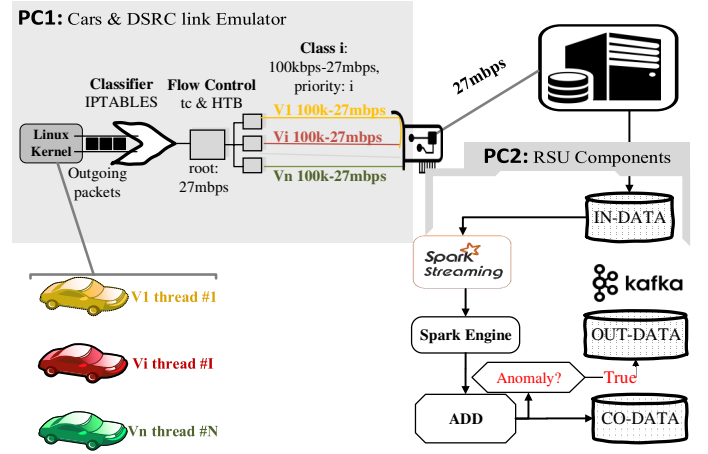 PC1: Cars & DSRC link Emulator
Class i:
100kbps-27mbps,
priority: i
Classifier
IPTABLES
Flow Control
tc & HTB
Linux
Kernel
Outgoing
packets
root:
27mbps
V1 100k-27mbps
Vi 100k-27mbps
Vn 100k-27mbps
27mbps
PC2: RSU Components
IN-DATA
Spark
Streaming
kafka
Spark Engine
OUT-DATA
Anomaly?
True
ADD
CO-DATA
V1 thread #1
Vi thread #I
Vn thread #N